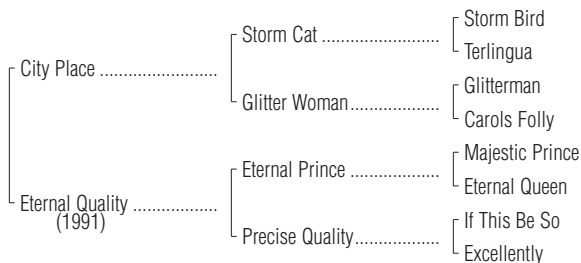 Storm Bird
Storm Cat ........................
Terlingua
City Place ........................
Glitterman
Glitter Woman ..................
Carols Folly
Majestic Prince
Eternal Prince ..................
Eternal Queen
Eternal Quality .................
(1991)
If This Be So
Precise Quality .................
Excellently